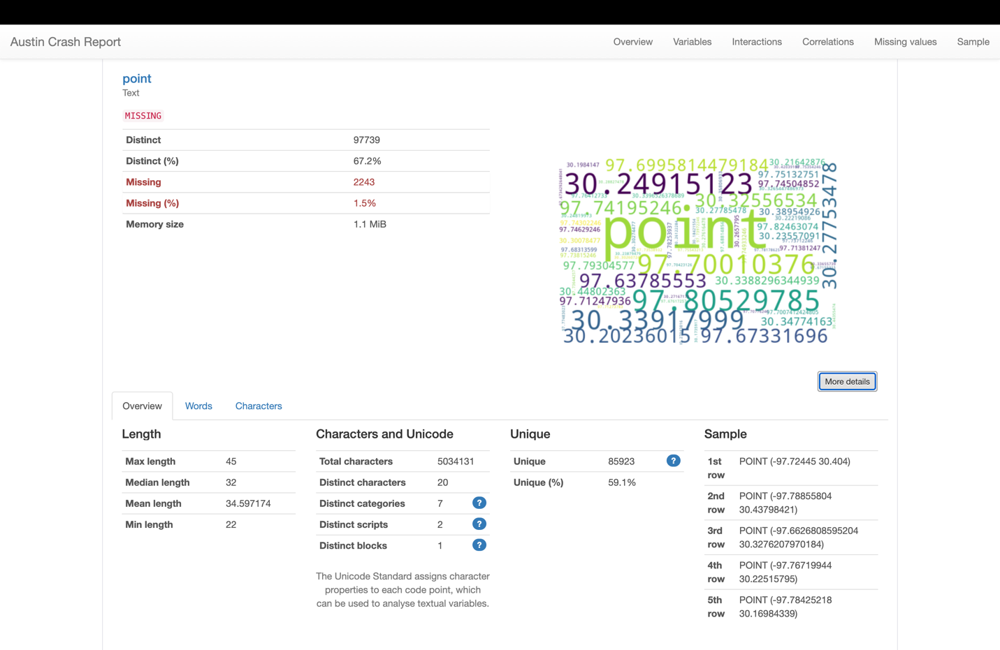 Austin Crash Report
Overview Variables Interactions Correlations Missing values Sample
point
Text
MISSING
Distinct 97739
Distinct (%) 67.2%
Missing 2243
Missing (%) 1.5%
Memory size 1.1 MiB
30.1984147
97.6995814479184
30.21642876
30.24915123
97.75132751
97.74504852
30.27753478
97.76412733
30.3396526378689
30.32556534
97.74195246
30.27785478
30.38954926
30.22219086
97.74302246
97.74629246
point
97.82463074
30.23557091
30.30078477
97.68313599
97.71381247
97.73815246
97.79304577
97.70010376
97.63785553
30.3388296344939
30.44802363
97.71247936
97.80529785
30.33917999
30.34774163
30.20236015
97.67331696
More details
Overview Words Characters
Length
Max length 45
Median length 32
Mean length 34.597174
Min length 22
Characters and Unicode
Total characters 5034131
Distinct characters 20
Distinct categories 7 ?
Distinct scripts 2 ?
Distinct blocks 1 ?
The Unicode Standard assigns character
properties to each code point, which
can be used to analyse textual variables.
Unique
Unique 85923 ?
Unique (%) 59.1%
Sample
1st row POINT (-97.72445 30.404)
2nd row POINT (-97.78855804
30.43798421)
3rd row POINT (-97.6626808595204
30.3276207970184)
4th row POINT (-97.76719944
30.22515795)
5th row POINT (-97.78425218
30.16984339)